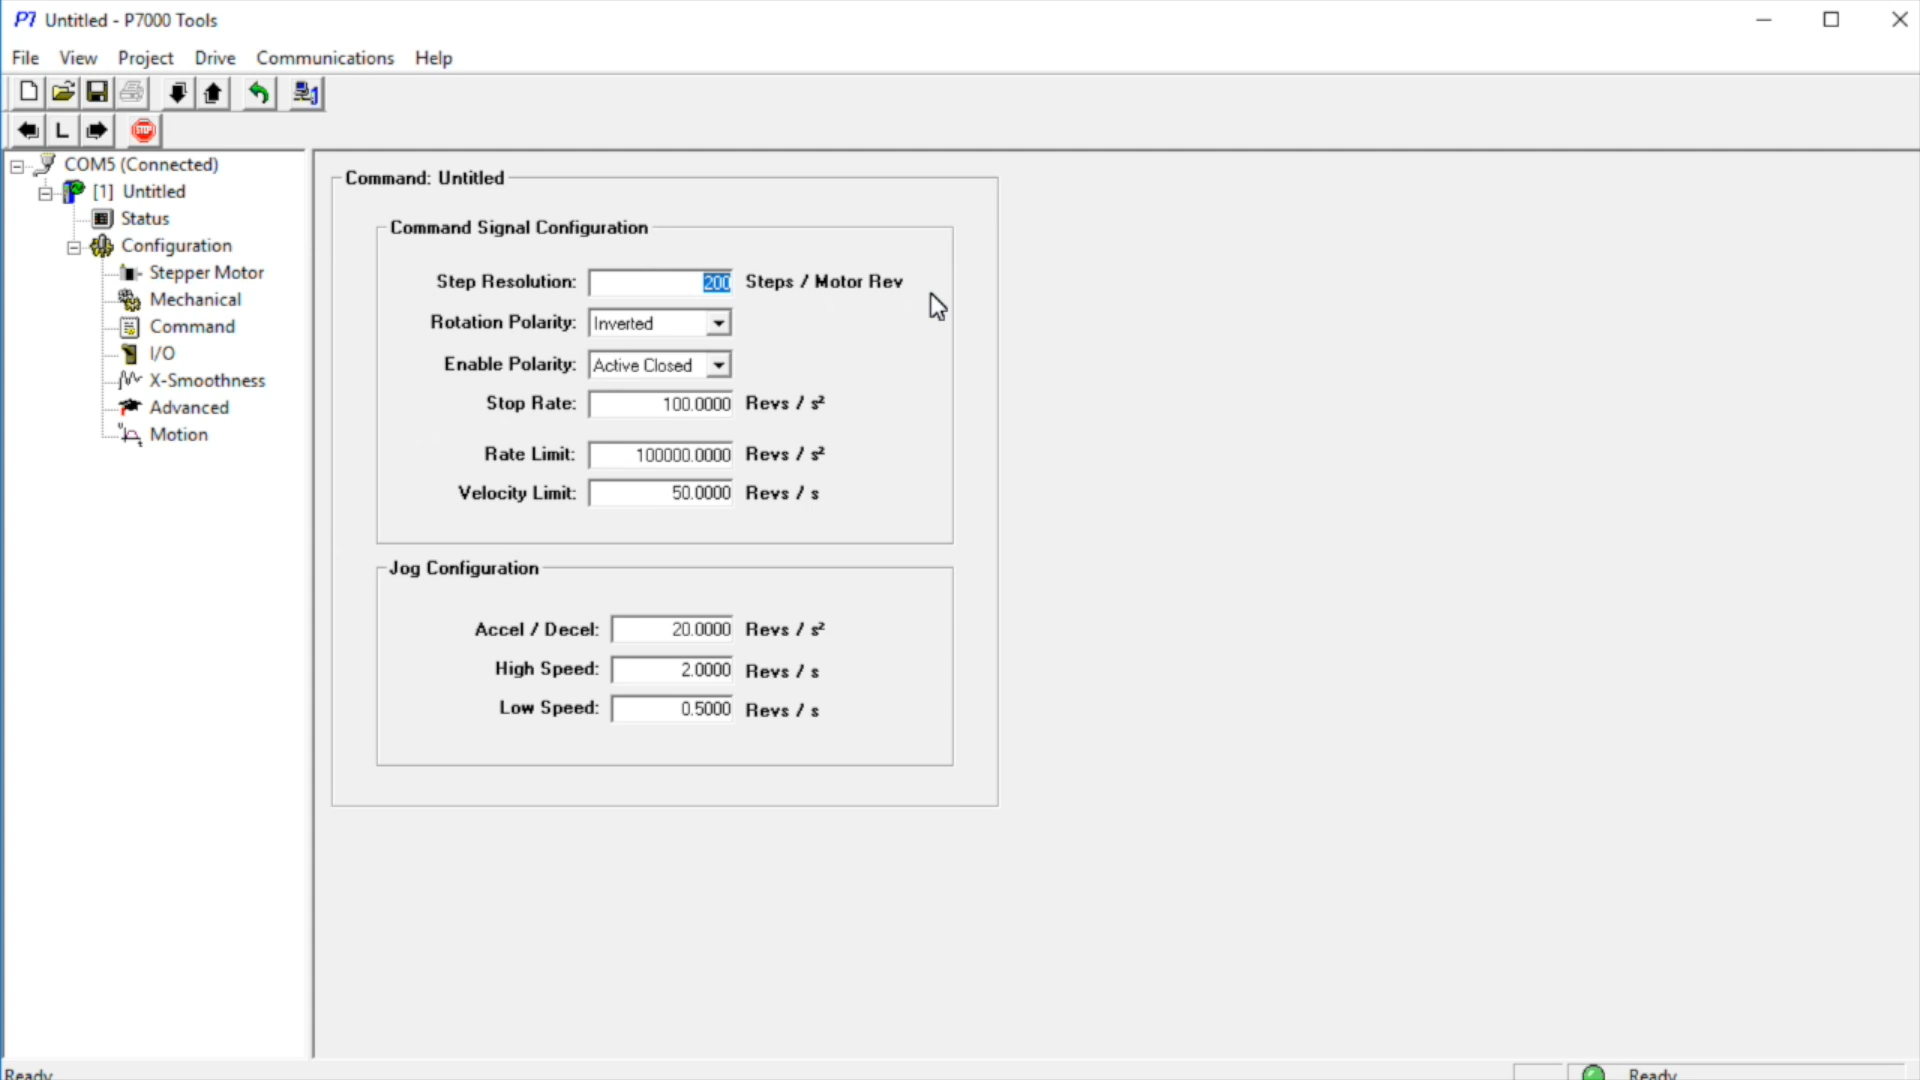 P7 Untitled - P7000 Tools
File View Project Drive Communications Help
L STOP
COM5 (Connected)
[1] Untitled
Status
Configuration
Stepper Motor
Mechanical
Command
I/O
X-Smoothness
Advanced
Motion
Command: Untitled
Command Signal Configuration
Step Resolution: 200 Steps / Motor Rev
Rotation Polarity: Inverted
Enable Polarity: Active Closed
Stop Rate: 100.0000 Revs / s²
Rate Limit: 100000.0000 Revs / s²
Velocity Limit: 50.0000 Revs / s
Jog Configuration
Accel / Decel: 20.0000 Revs / s²
High Speed: 2.0000 Revs / s
Low Speed: 0.5000 Revs / s
Ready Ready